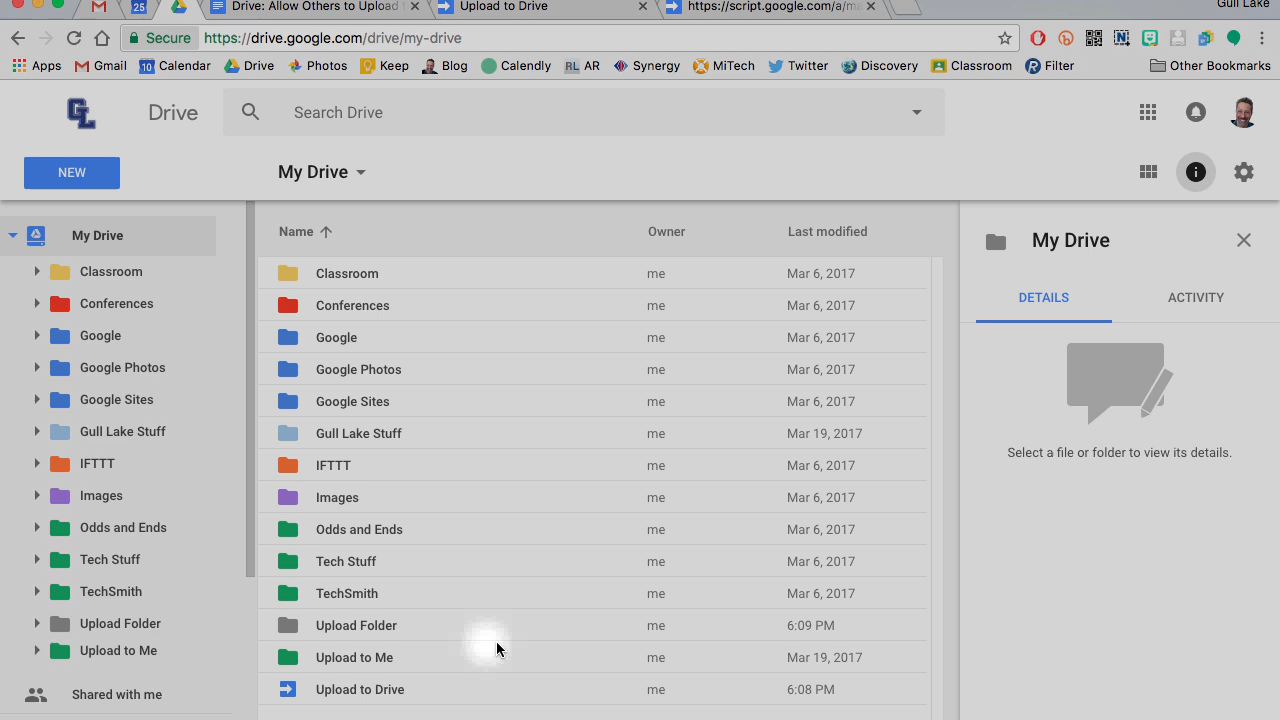 25 Drive: Allow Others to Upload Upload to Drive https://script.google.com/a/ma Gull Lake
Secure https://drive.google.com/drive/my-drive
Apps Gmail 10 Calendar Drive Photos Keep Blog Calendly RL AR Synergy MiTech Twitter Discovery Classroom Filter Other Bookmarks
GL Drive Search Drive
NEW My Drive
My Drive
Classroom
Conferences
Google
Google Photos
Google Sites
Gull Lake Stuff
IFTTT
Images
Odds and Ends
Tech Stuff
TechSmith
Upload Folder
Upload to Me
Shared with me
Name Owner Last modified
Classroom me Mar 6, 2017
Conferences me Mar 6, 2017
Google me Mar 6, 2017
Google Photos me Mar 6, 2017
Google Sites me Mar 6, 2017
Gull Lake Stuff me Mar 19, 2017
IFTTT me Mar 6, 2017
Images me Mar 6, 2017
Odds and Ends me Mar 6, 2017
Tech Stuff me Mar 6, 2017
TechSmith me Mar 6, 2017
Upload Folder me 6:09 PM
Upload to Me me Mar 19, 2017
Upload to Drive me 6:08 PM
My Drive
DETAILS ACTIVITY
Select a file or folder to view its details.